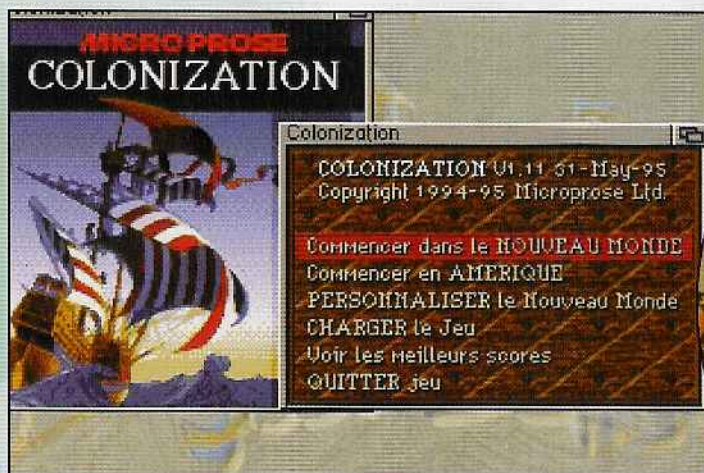 MICROPROSE
COLONIZATION
Colonization
COLONIZATION V1.11 31-May-95
Copyright 1994-95 Microprose Ltd.
Commencer dans le NOUVEAU MONDE
Commencer en AMERIQUE
PERSONNALISER le Nouveau Monde
CHARGER le Jeu
Voir les meilleurs scores
QUITTER jeu